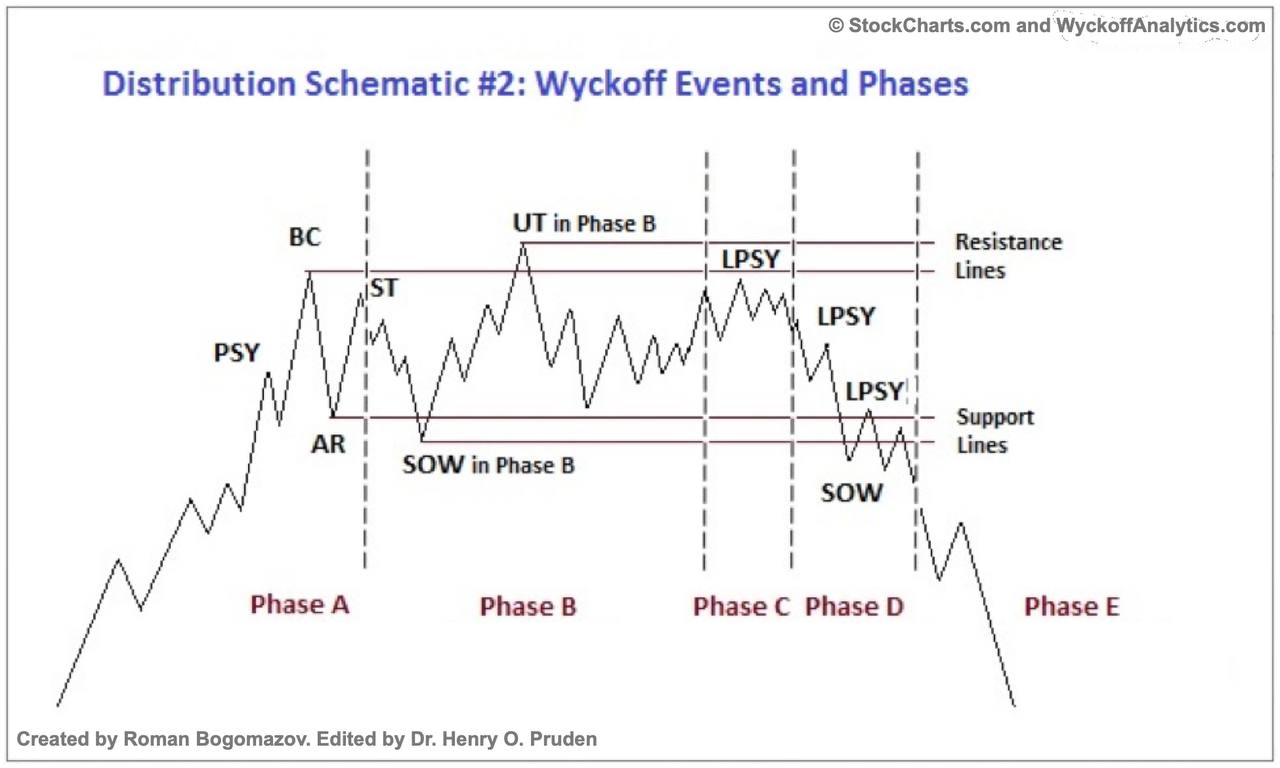 © StockCharts.com and WyckoffAnalytics.com
Distribution Schematic #2: Wyckoff Events and Phases
BC
UT in Phase B
Resistance
Lines
LPSY
ST
LPSY
PSY
LPSY
Support
Lines
AR
SOW in Phase B
SOW
Phase A
Phase B
Phase C
Phase D
Phase E
Created by Roman Bogomazov. Edited by Dr. Henry O. Pruden